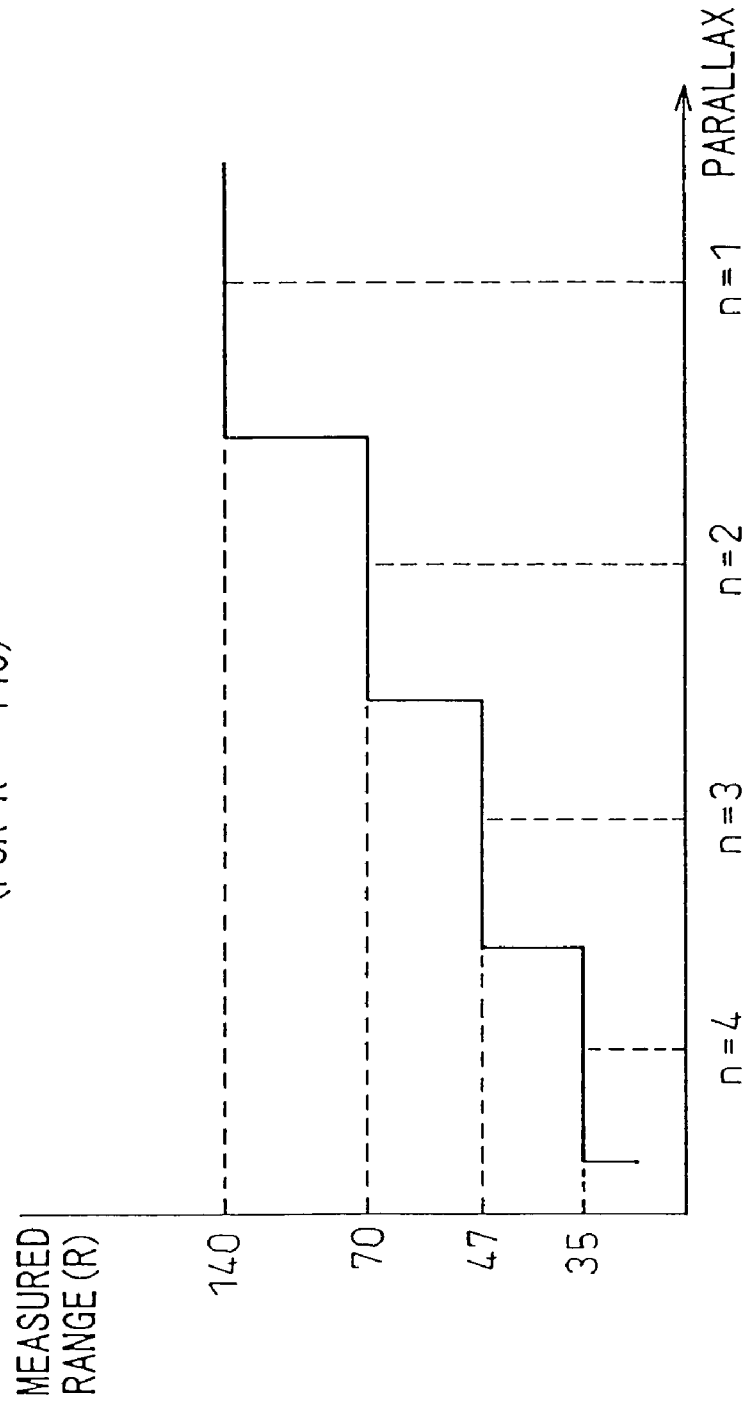 MEASURED
RANGE (R)
140
70
47
35
n=4
n=3
n=2
n=1
PARALLAX